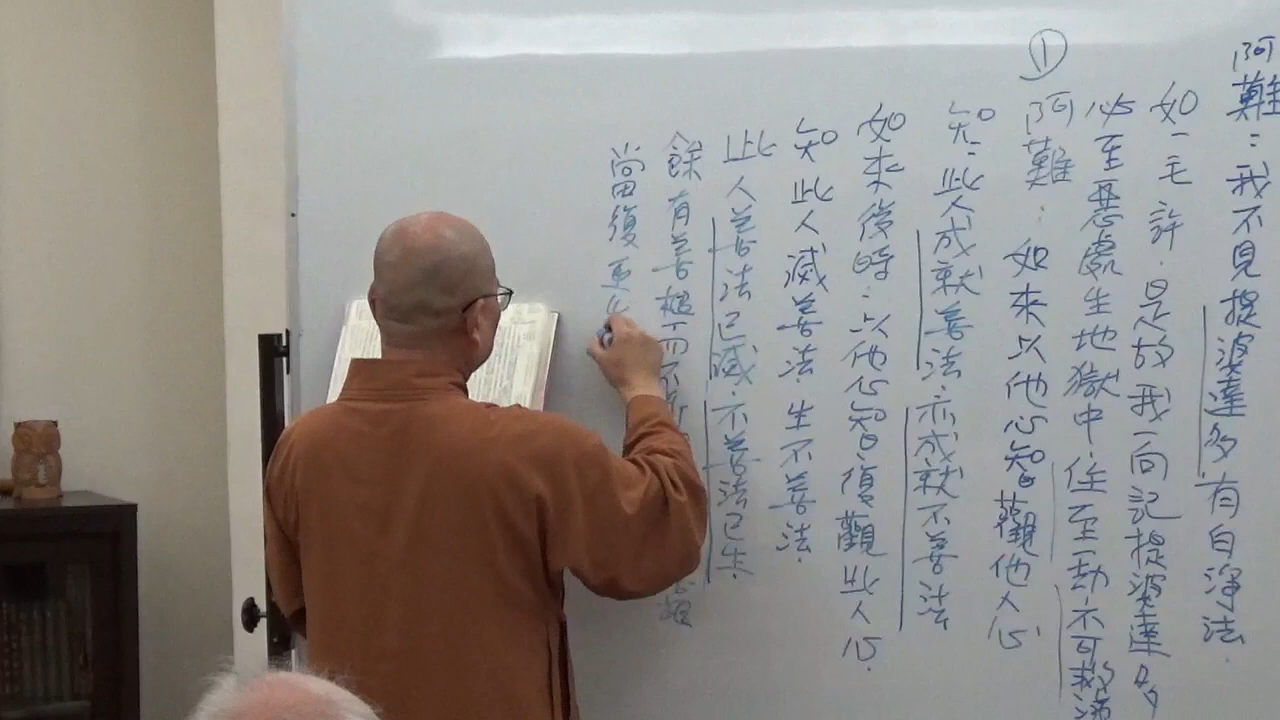 阿難：我不見提婆達多有白淨法．
如一毛許．是故我一向記提婆達多
必至惡處生地獄中．住至一劫．不可救濟
①
阿難：如來以他心智觀他人心
知：此人成就善法．亦成就不善法
如來後時：以他心智復觀此人心．
知此人滅善法．生不善法．
此人善法已滅．不善法已生．
餘有善根而不
尚田復更